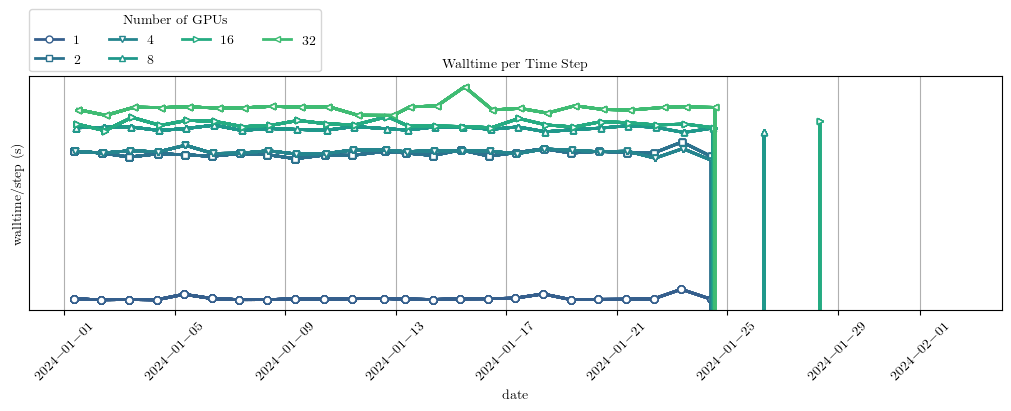 Number of GPUs
1 4 16 32
2 8
Walltime per Time Step
walltime/step (s)
2024−01−01 2024−01−05 2024−01−09 2024−01−13 2024−01−17 2024−01−21 2024−01−25 2024−01−29 2024−02−01
date